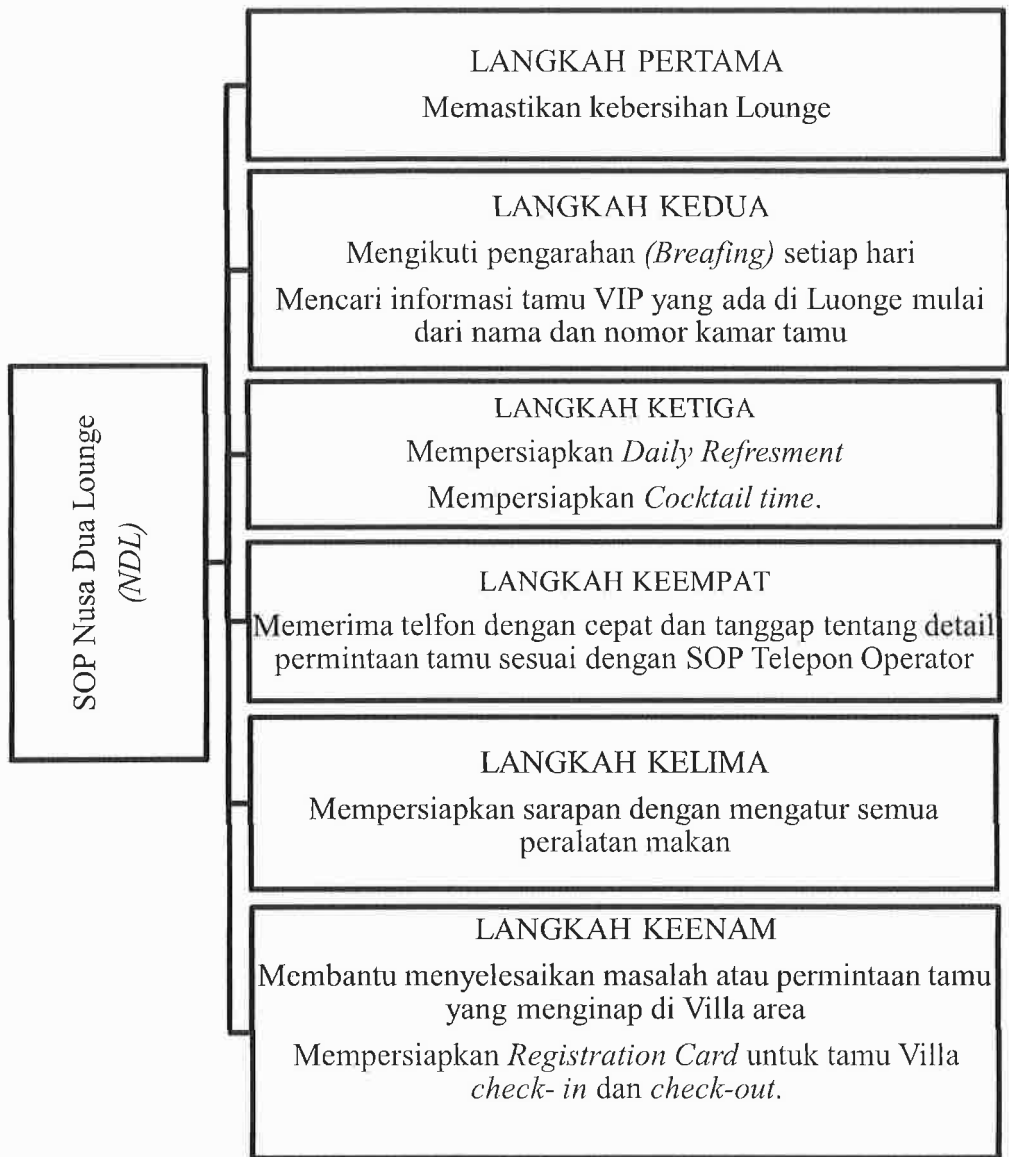 SOP Nusa Dua Lounge
(NDL)
LANGKAH PERTAMA
Memastikan kebersihan Lounge
LANGKAH KEDUA
Mengikuti pengarahan (Breafing) setiap hari
Mencari informasi tamu VIP yang ada di Luonge mulai
dari nama dan nomor kamar tamu
LANGKAH KETIGA
Mempersiapkan Daily Refresment
Mempersiapkan Cocktail time.
LANGKAH KEEMPAT
Memerima telfon dengan cepat dan tanggap tentang detail
permintaan tamu sesuai dengan SOP Telepon Operator
LANGKAH KELIMA
Mempersiapkan sarapan dengan mengatur semua
peralatan makan
LANGKAH KEENAM
Membantu menyelesaikan masalah atau permintaan tamu
yang menginap di Villa area
Mempersiapkan Registration Card untuk tamu Villa
check- in dan check-out.